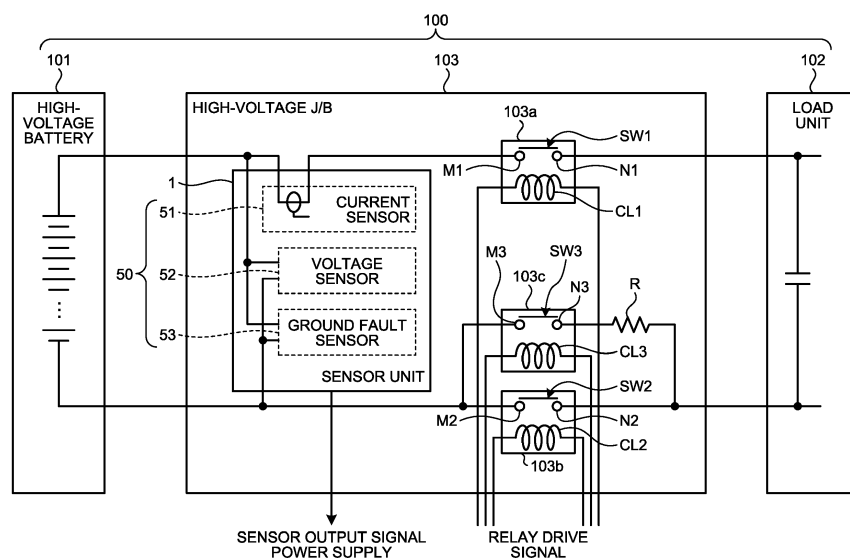 100
101
103
102
HIGH-
VOLTAGE
BATTERY
HIGH-VOLTAGE J/B
LOAD
UNIT
103a
SW1
M1
N1
CL1
1
51
CURRENT
SENSOR
50
52
VOLTAGE
SENSOR
53
GROUND FAULT
SENSOR
SENSOR UNIT
M3
SW3
103c
N3
R
CL3
SW2
M2
N2
CL2
103b
SENSOR OUTPUT SIGNAL
POWER SUPPLY
RELAY DRIVE
SIGNAL